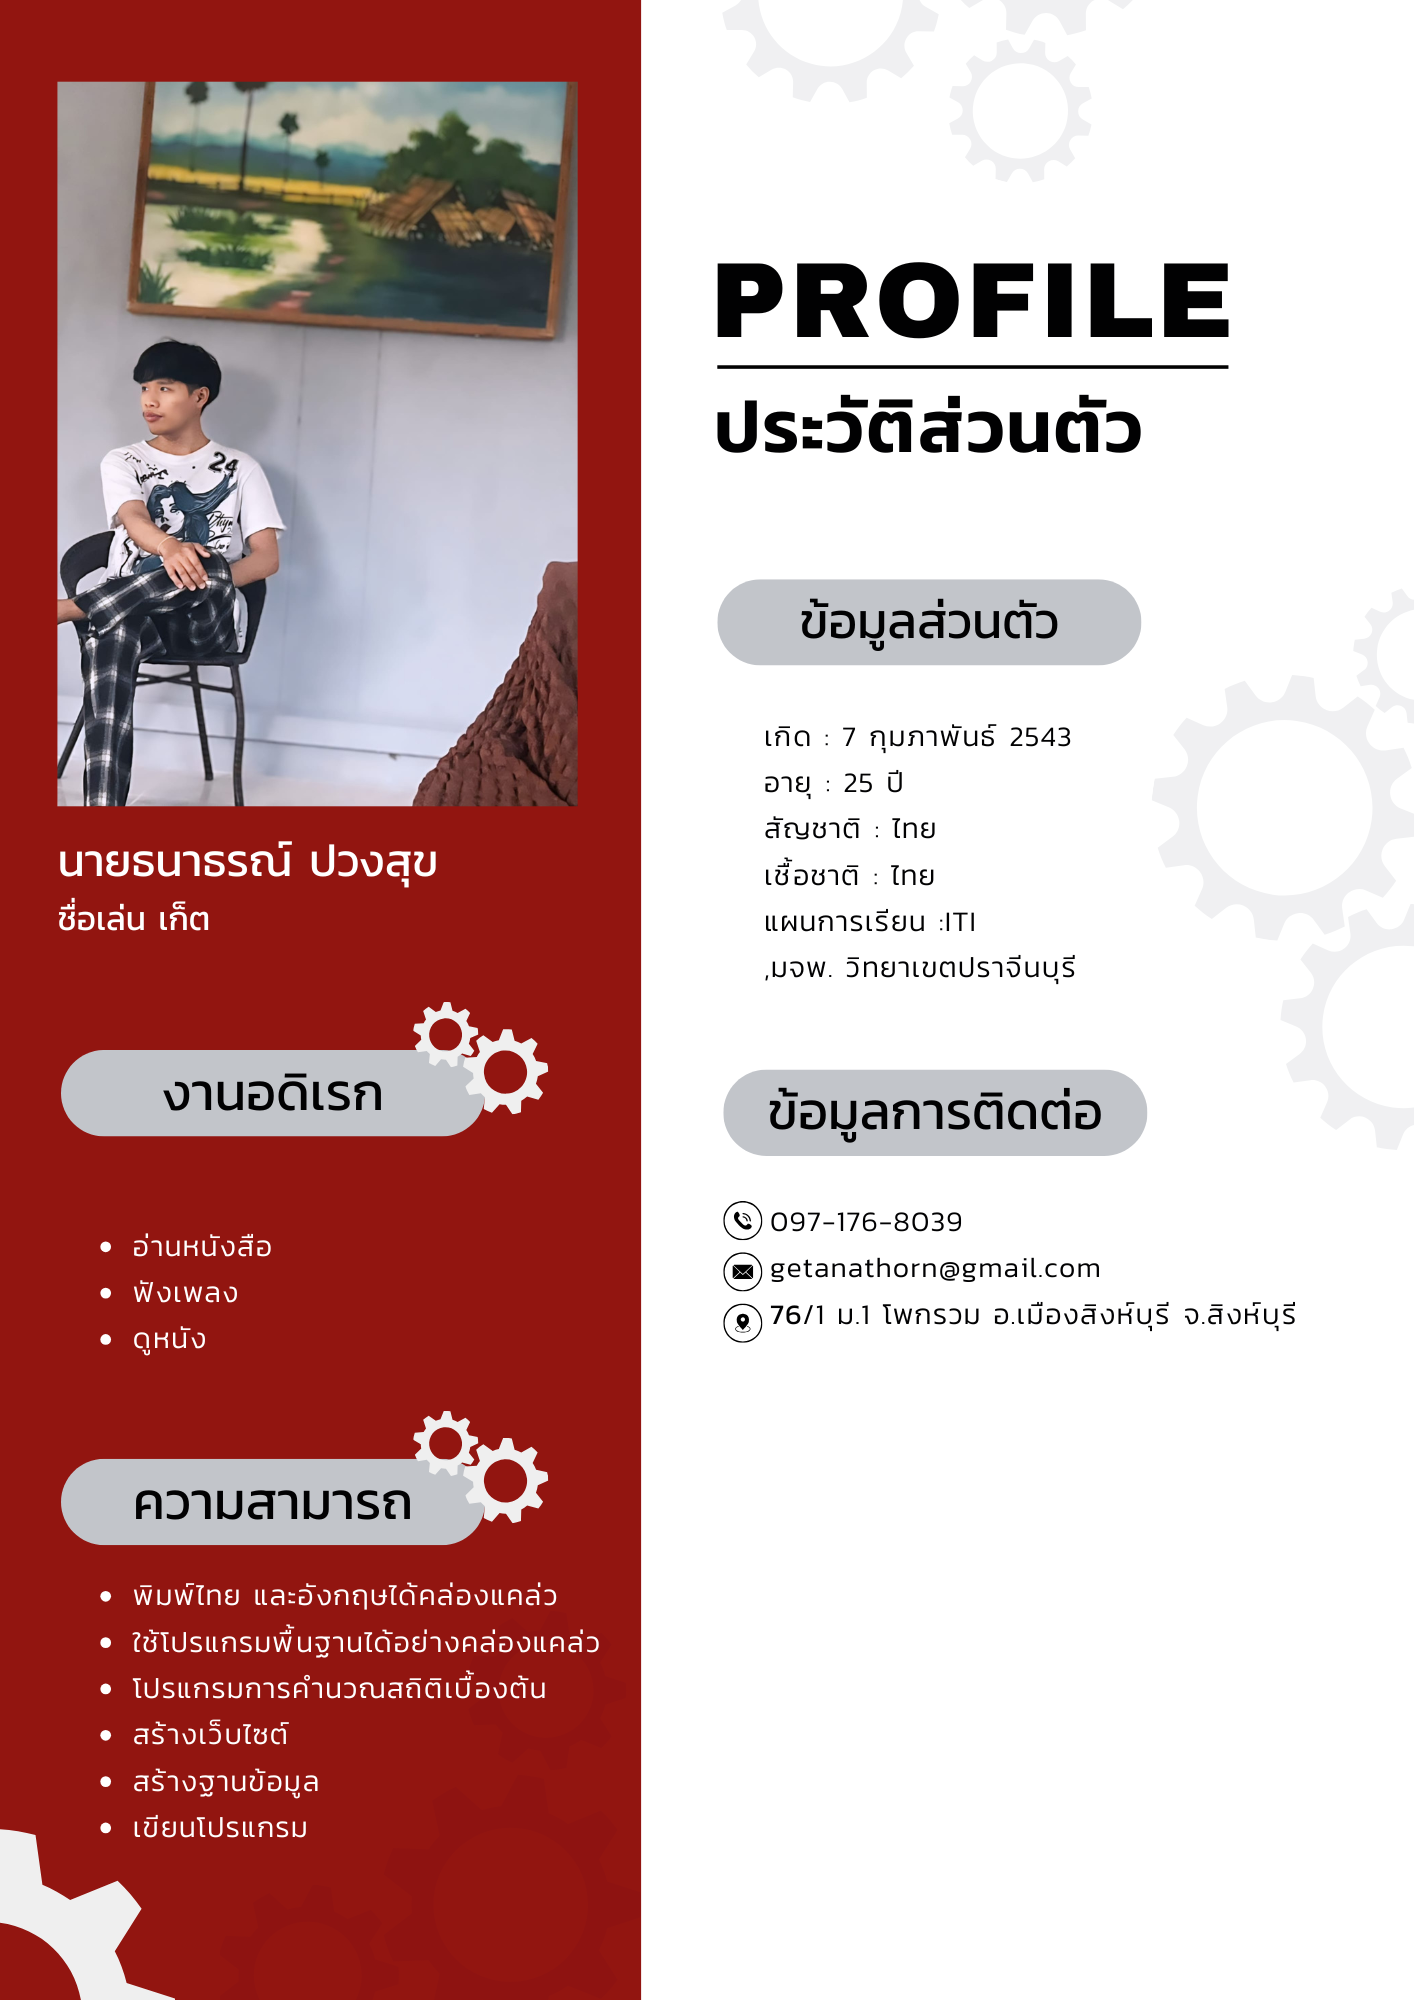 24
นายธนาธรณ์ ปวงสุข
ชื่อเล่น เก็ต
งานอดิเรก
อ่านหนังสือ
ฟังเพลง
ดูหนัง
ความสามารถ
พิมพ์ไทย และอังกฤษได้คล่องแคล่ว
ใช้โปรแกรมพื้นฐานได้อย่างคล่องแคล่ว
โปรแกรมการคำนวณสถิติเบื้องต้น
สร้างเว็บไซต์
สร้างฐานข้อมูล
เขียนโปรแกรม
PROFILE
ประวัติส่วนตัว
ข้อมูลส่วนตัว
เกิด : 7 กุมภาพันธ์ 2543
อายุ : 25 ปี
สัญชาติ : ไทย
เชื้อชาติ : ไทย
แผนการเรียน :ITI
,มจพ. วิทยาเขตปราจีนบุรี
ข้อมูลการติดต่อ
097-176-8039
getanathorn@gmail.com
76/1 ม.1 โพกรวม อ.เมืองสิงห์บุรี จ.สิงห์บุรี